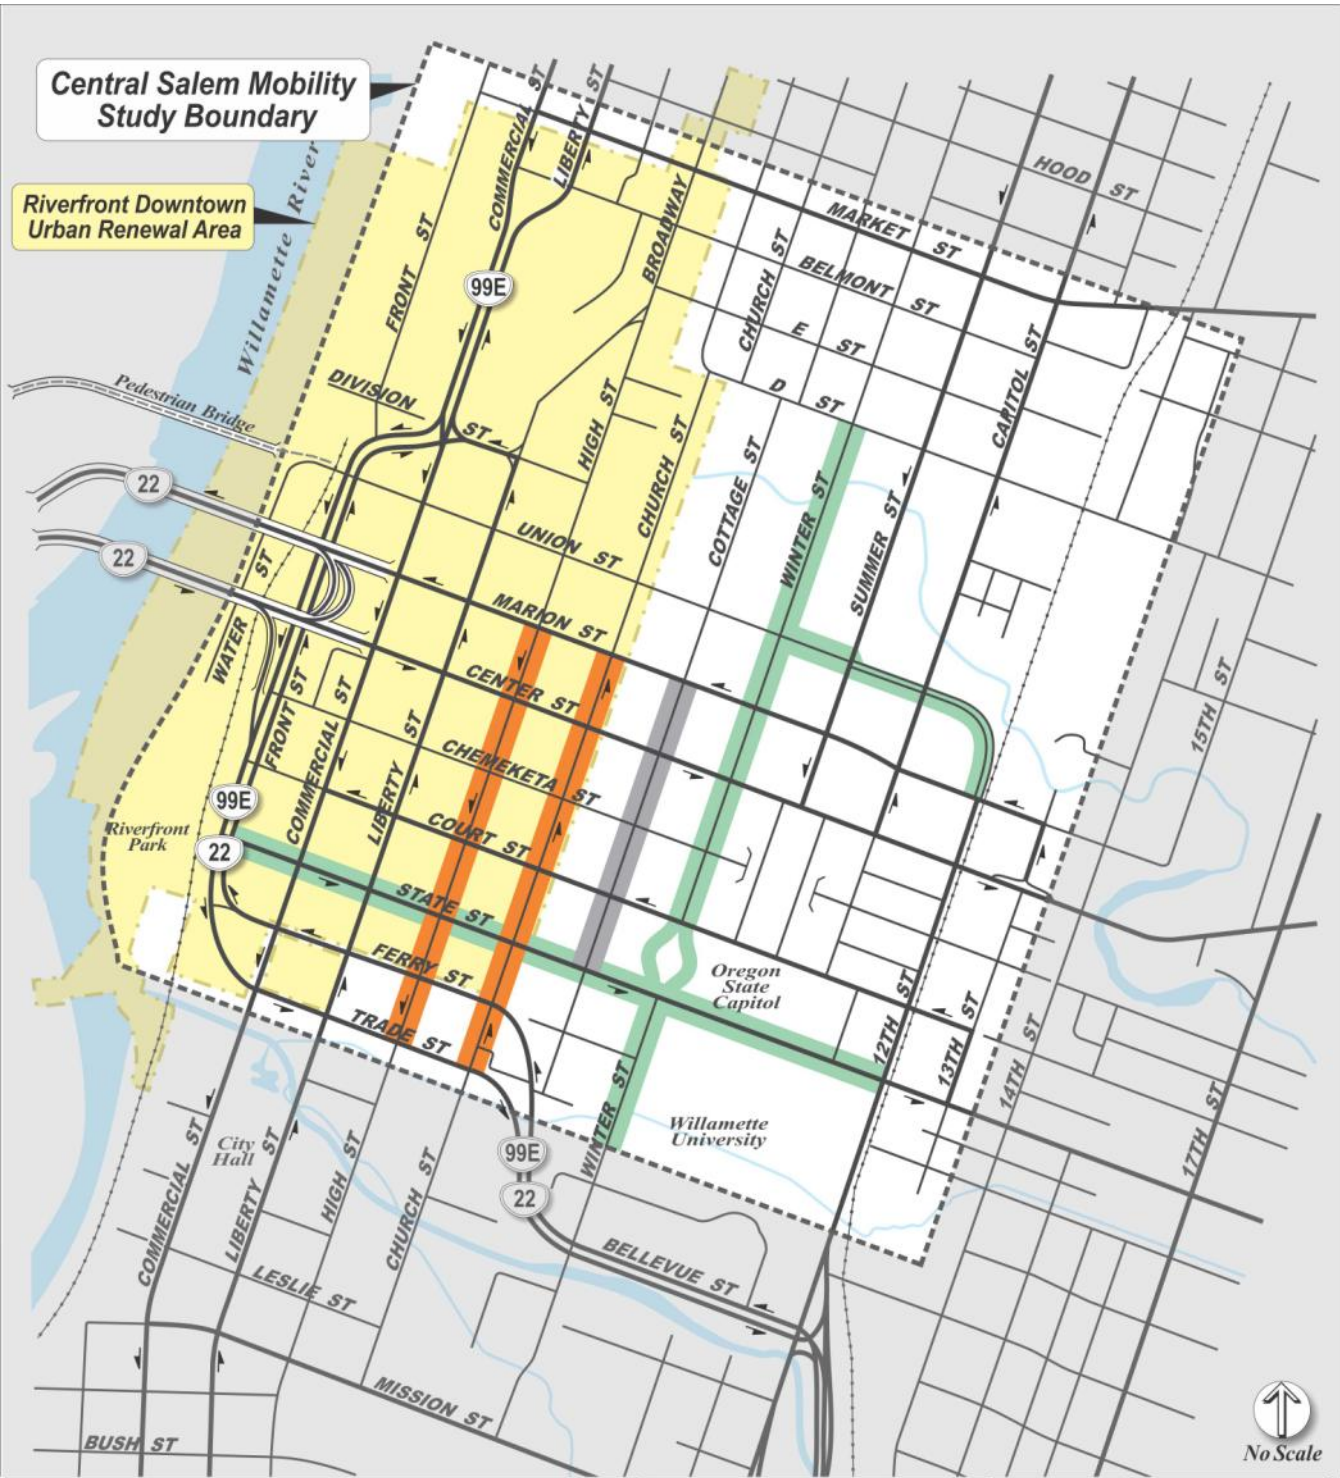 Central Salem Mobility
Study Boundary
Riverfront Downtown
Urban Renewal Area
Willamette River
COMMERCIAL ST
LIBERTY ST
HOOD ST
BROADWAY
MARKET ST
CHURCH ST
BELMONT ST
FRONT ST
99E
E ST
CAPITOL ST
Pedestrian Bridge
DIVISION
ST
D ST
HIGH ST
CHURCH ST
COTTAGE ST
WINTER ST
22
SUMMER ST
UNION ST
22
WATER
ST
MARION ST
CENTER ST
15TH ST
FRONT ST
COMMERCIAL ST
LIBERTY
ST
CHEMEKETA ST
99E
COURT ST
Riverfront
Park
22
STATE ST
FERRY ST
Oregon
State
Capitol
TRADE ST
12TH ST
13TH ST
14TH ST
17TH ST
WINTER ST
Willamette
University
City
Hall
99E
22
COMMERCIAL ST
LIBERTY ST
HIGH ST
CHURCH ST
BELLEVUE ST
LESLIE ST
MISSION ST
BUSH ST
No Scale